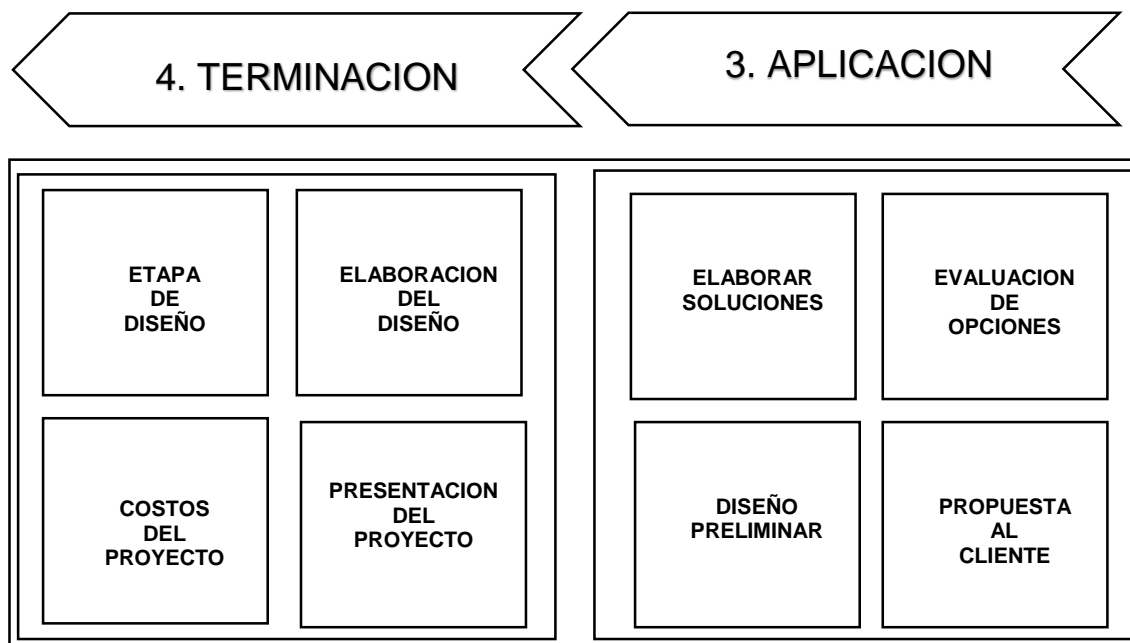 4. TERMINACION
3. APLICACION
ETAPA
DE
DISEÑO
ELABORACION
DEL
DISEÑO
ELABORAR
SOLUCIONES
EVALUACION
DE
OPCIONES
COSTOS
DEL
PROYECTO
PRESENTACION
DEL
PROYECTO
DISEÑO
PRELIMINAR
PROPUESTA
AL
CLIENTE